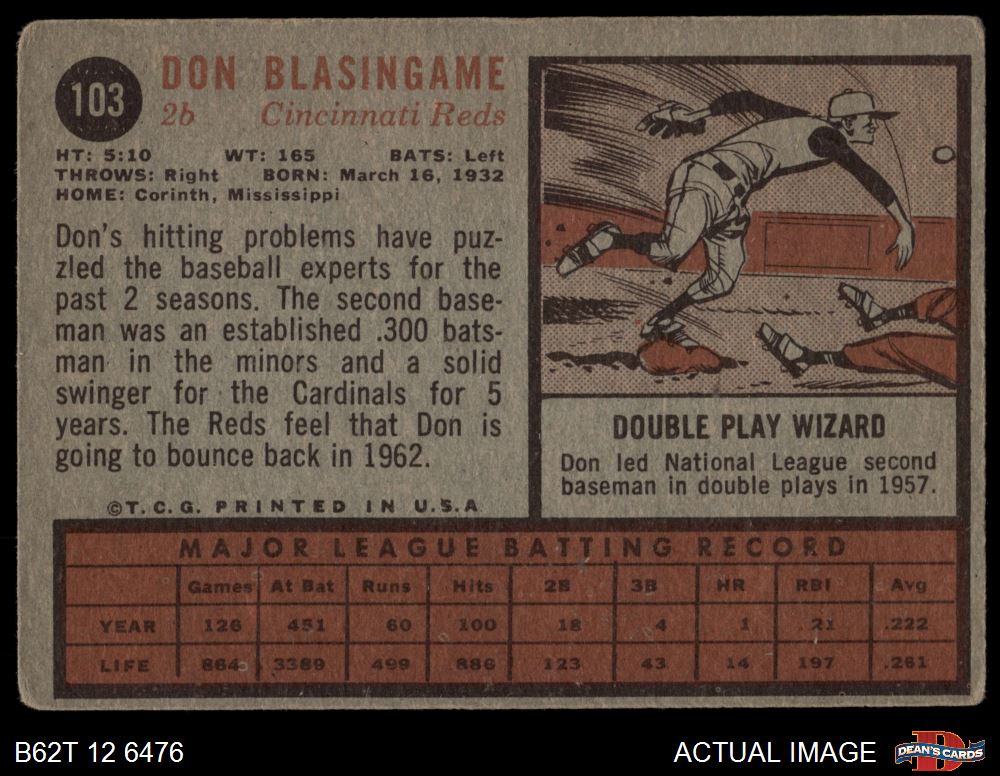 103
DON BLASINGAME
2b Cincinnati Reds
HT: 5:10 WT: 165 BATS: Left
THROWS: Right BORN: March 16, 1932
HOME: Corinth, Mississippi
Don's hitting problems have puz-
zled the baseball experts for the
past 2 seasons. The second base-
man was an established .300 bats-
man in the minors and a solid
swinger for the Cardinals for 5
years. The Reds feel that Don is
going to bounce back in 1962.
©T.C.G. PRINTED IN U.S.A
DOUBLE PLAY WIZARD
Don led National League second
baseman in double plays in 1957.
MAJOR LEAGUE BATTING RECORD
Games At Bat Runs Hits 2B 3B HR RBI Avg
YEAR 126 451 60 100 18 4 1 21 .222
LIFE 864 3389 499 886 123 43 14 197 .261
B62T 12 6476
ACTUAL IMAGE
D
DEAN'S CARDS